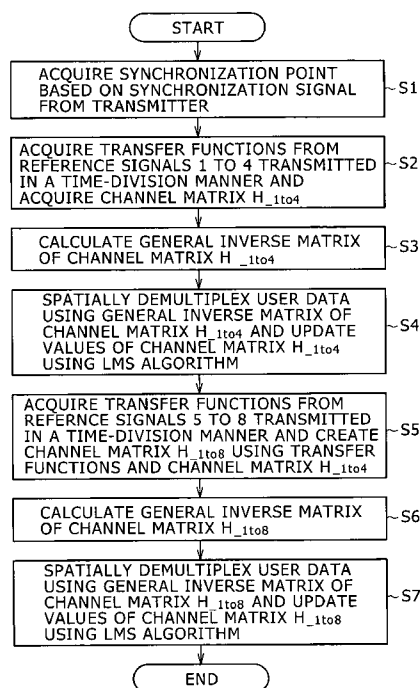 START
ACQUIRE SYNCHRONIZATION POINT
BASED ON SYNCHRONIZATION SIGNAL
FROM TRANSMITTER
S1
ACQUIRE TRANSFER FUNCTIONS FROM
REFERENCE SIGNALS 1 TO 4 TRANSMITTED
IN A TIME-DIVISION MANNER AND
ACQUIRE CHANNEL MATRIX H_1to4
S2
CALCULATE GENERAL INVERSE MATRIX
OF CHANNEL MATRIX H_1to4
S3
SPATIALLY DEMULTIPLEX USER DATA
USING GENERAL INVERSE MATRIX OF
CHANNEL MATRIX H_1to4 AND UPDATE
VALUES OF CHANNEL MATRIX H_1to4
USING LMS ALGORITHM
S4
ACQUIRE TRANSFER FUNCTIONS FROM
REFERNCE SIGNALS 5 TO 8 TRANSMITTED
IN A TIME-DIVISION MANNER AND CREATE
CHANNEL MATRIX H_1to8 USING TRANSFER
FUNCTIONS AND CHANNEL MATRIX H_1to4
S5
CALCULATE GENERAL INVERSE MATRIX
OF CHANNEL MATRIX H_1to8
S6
SPATIALLY DEMULTIPLEX USER DATA
USING GENERAL INVERSE MATRIX OF
CHANNEL MATRIX H_1to8 AND UPDATE
VALUES OF CHANNEL MATRIX H_1to8
USING LMS ALGORITHM
S7
END